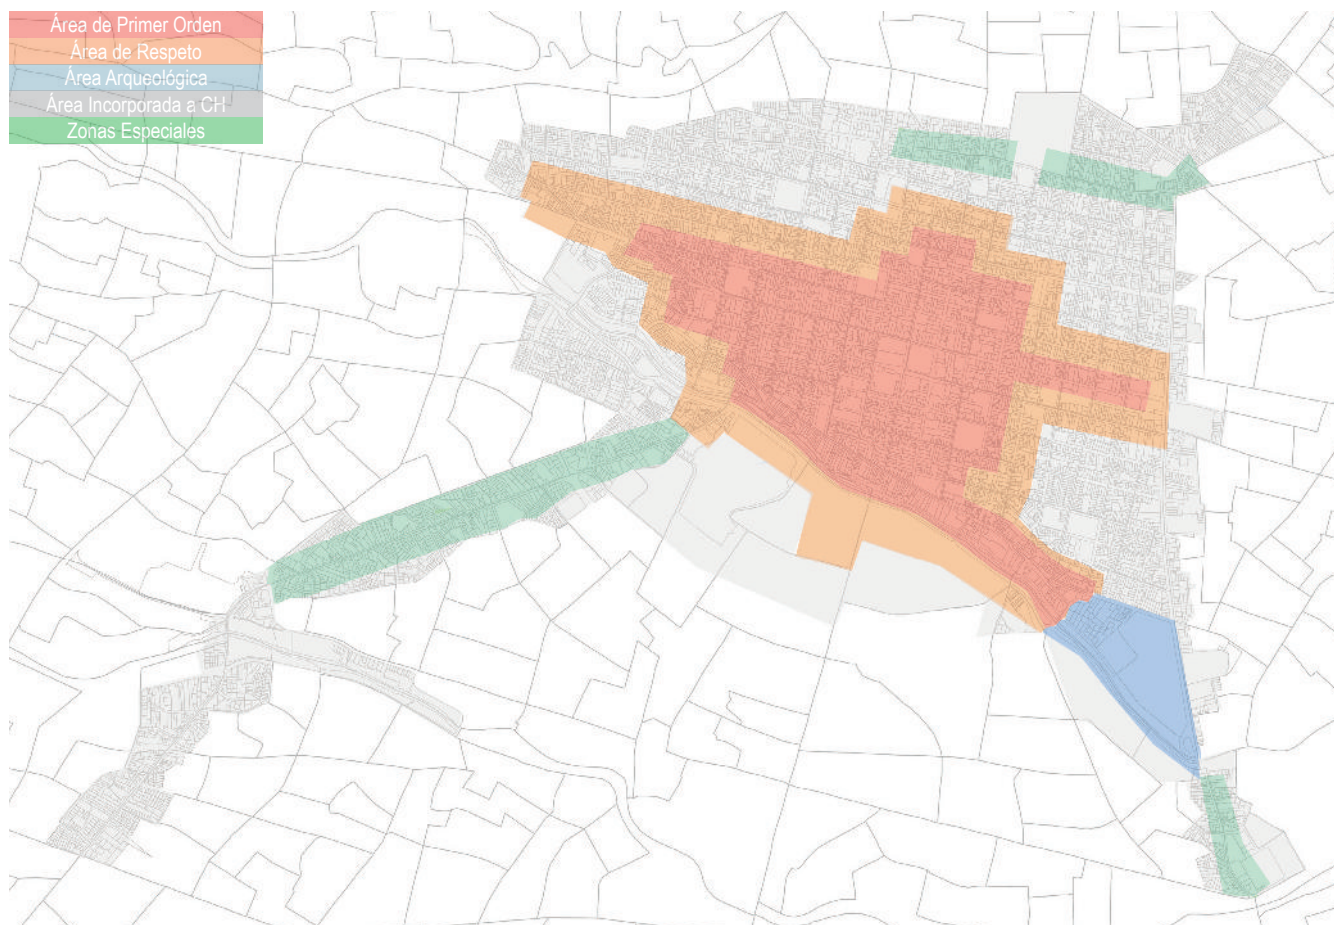 Área de Primer Orden
Área de Respeto
Área Arqueológica
Área Incorporada a CH
Zonas Especiales